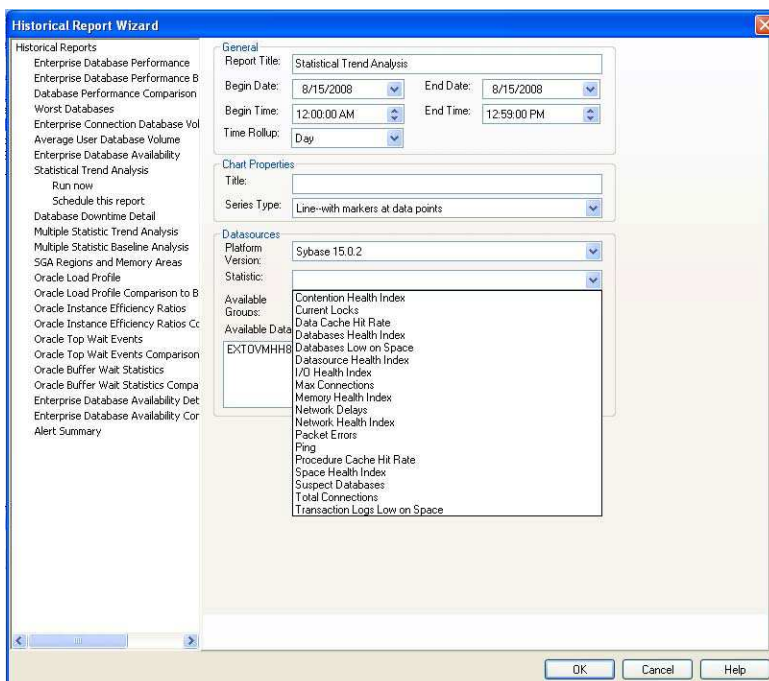 Historical Report Wizard
Historical Reports
Enterprise Database Performance
Enterprise Database Performance B
Database Performance Comparison
Worst Databases
Enterprise Connection Database Vol
Average User Database Volume
Enterprise Database Availability
Statistical Trend Analysis
Run now
Schedule this report
Database Downtime Detail
Multiple Statistic Trend Analysis
Multiple Statistic Baseline Analysis
SGA Regions and Memory Areas
Oracle Load Profile
Oracle Load Profile Comparison to B
Oracle Instance Efficiency Ratios
Oracle Instance Efficiency Ratios Co
Oracle Top Wait Events
Oracle Top Wait Events Comparison
Oracle Buffer Wait Statistics
Oracle Buffer Wait Statistics Compa
Enterprise Database Availability Det
Enterprise Database Availability Cor
Alert Summary
General
Report Title: Statistical Trend Analysis
Begin Date: 8/15/2008 End Date: 8/15/2008
Begin Time: 12:00:00 AM End Time: 12:59:00 PM
Time Rollup: Day
Chart Properties
Title:
Series Type: Line--with markers at data points
Datasources
Platform Version: Sybase 15.0.2
Statistic:
Available Groups:
Available Data
EXTOVMHH8
Contention Health Index
Current Locks
Data Cache Hit Rate
Databases Health Index
Databases Low on Space
Datasource Health Index
I/O Health Index
Max Connections
Memory Health Index
Network Delays
Network Health Index
Packet Errors
Ping
Procedure Cache Hit Rate
Space Health Index
Suspect Databases
Total Connections
Transaction Logs Low on Space
OK Cancel Help